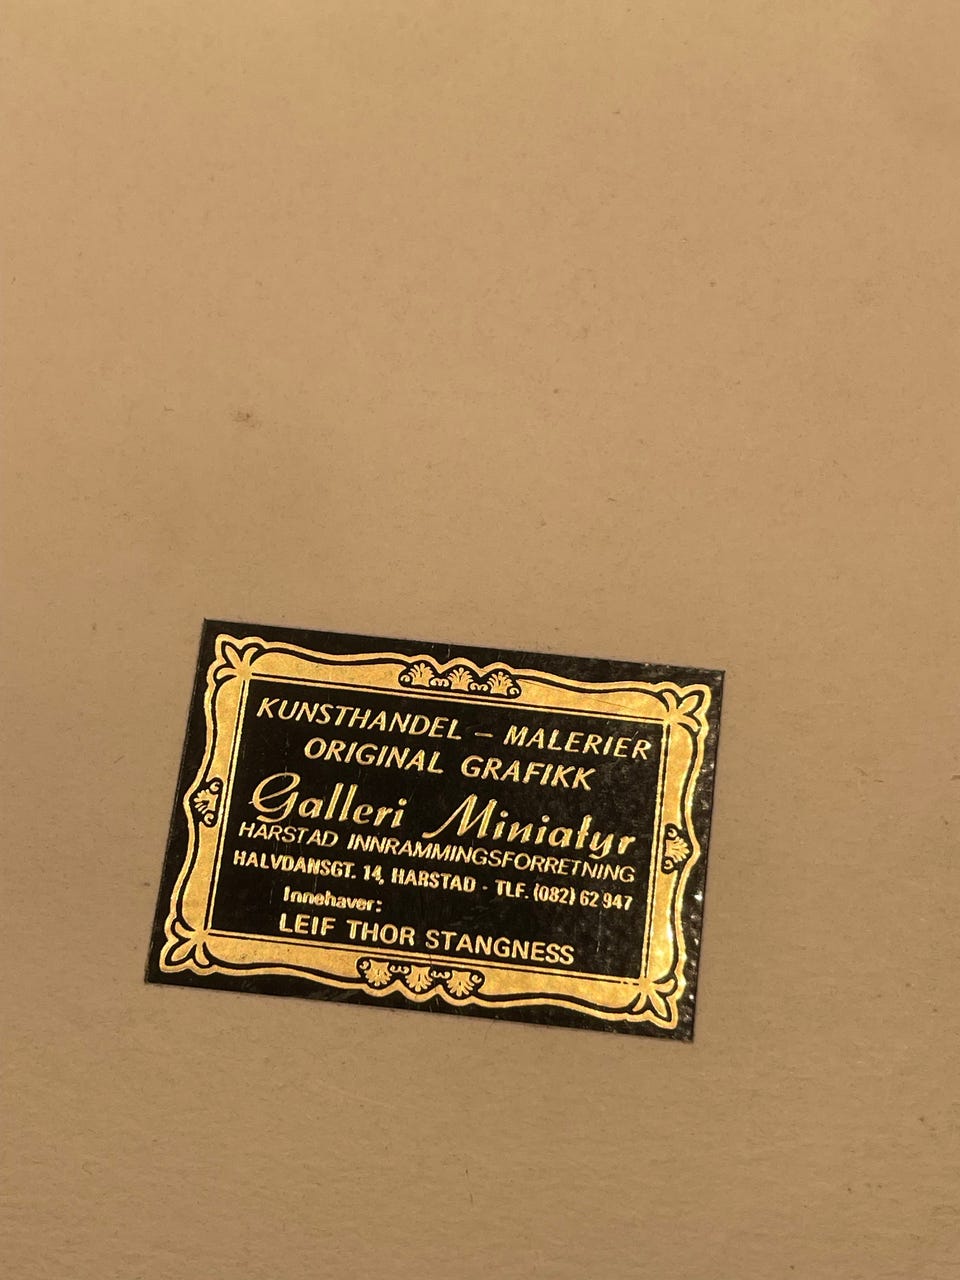 KUNSTHANDEL – MALERIER
ORIGINAL GRAFIKK
Galleri Miniatyr
HARSTAD INNRAMMINGSFORRETNING
HALVDANSGT. 14, HARSTAD - TLF. (082) 62 947
Innehaver:
LEIF THOR STANGNESS